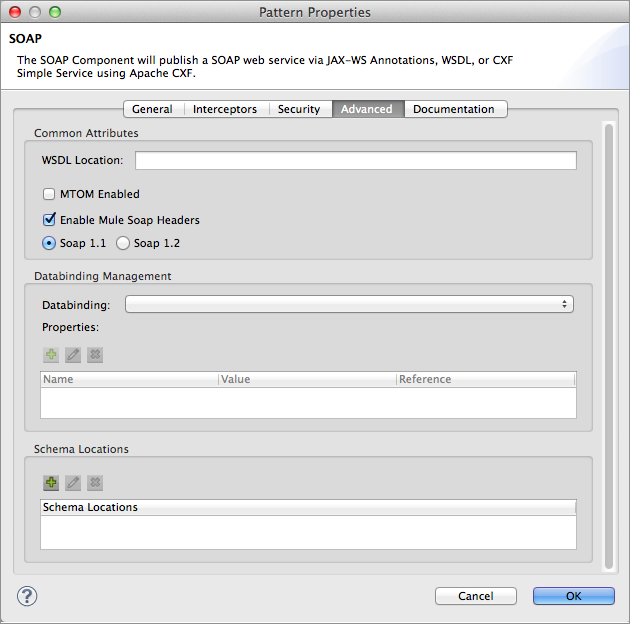 Pattern Properties
SOAP
The SOAP Component will publish a SOAP web service via JAX-WS Annotations, WSDL, or CXF
Simple Service using Apache CXF.
General Interceptors Security Advanced Documentation
Common Attributes
WSDL Location:
MTOM Enabled
Enable Mule Soap Headers
Soap 1.1 Soap 1.2
Databinding Management
Databinding:
Properties:
Name Value Reference
Schema Locations
Schema Locations
? Cancel OK